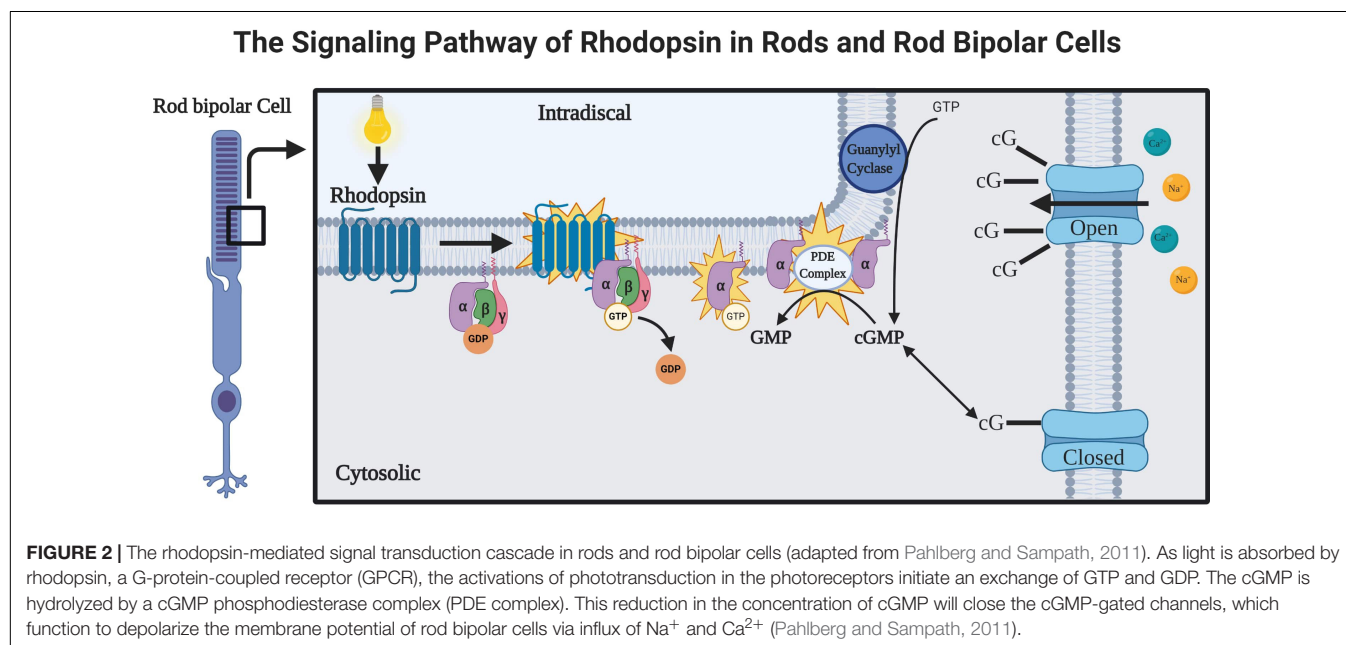 The Signaling Pathway of Rhodopsin in Rods and Rod Bipolar Cells
Rod bipolar Cell
Intradiscal
Rhodopsin
α
β
γ
GDP
α
β
γ
GTP
GDP
α
GTP
α
PDE
Complex
α
GMP
cGMP
Guanylyl
Cyclase
GTP
cG
cG
cG
cG
Open
Ca²⁺
Na⁺
Ca²⁺
Na⁺
cG
Closed
Cytosolic
FIGURE 2 | The rhodopsin-mediated signal transduction cascade in rods and rod bipolar cells (adapted from Pahlberg and Sampath, 2011). As light is absorbed by
rhodopsin, a G-protein-coupled receptor (GPCR), the activations of phototransduction in the photoreceptors initiate an exchange of GTP and GDP. The cGMP is
hydrolyzed by a cGMP phosphodiesterase complex (PDE complex). This reduction in the concentration of cGMP will close the cGMP-gated channels, which
function to depolarize the membrane potential of rod bipolar cells via influx of Na⁺ and Ca²⁺ (Pahlberg and Sampath, 2011).